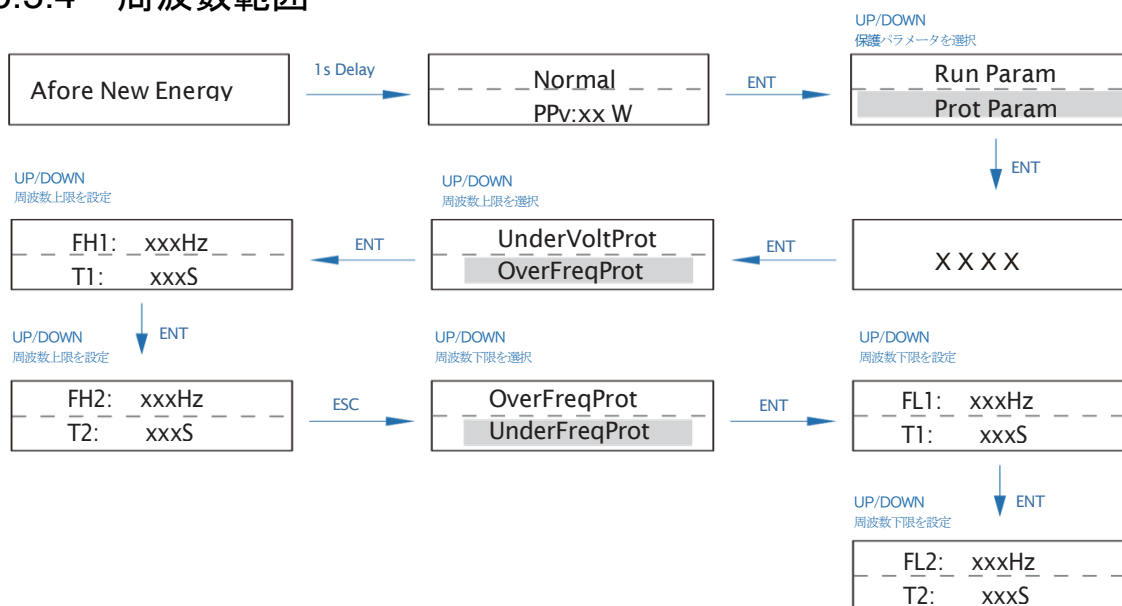 周波数範囲
UP/DOWN
保護パラメータを選択
Afore New Energy
1s Delay
Normal
PPv:xx W
ENT
Run Param
Prot Param
ENT
UP/DOWN
周波数上限を設定
FH1: xxxHz
T1: xxxS
ENT
UP/DOWN
周波数上限を選択
UnderVoltProt
OverFreqProt
ENT
X X X X
ENT
UP/DOWN
周波数上限を設定
FH2: xxxHz
T2: xxxS
ESC
UP/DOWN
周波数下限を選択
OverFreqProt
UnderFreqProt
ENT
UP/DOWN
周波数下限を設定
FL1: xxxHz
T1: xxxS
ENT
UP/DOWN
周波数下限を設定
FL2: xxxHz
T2: xxxS